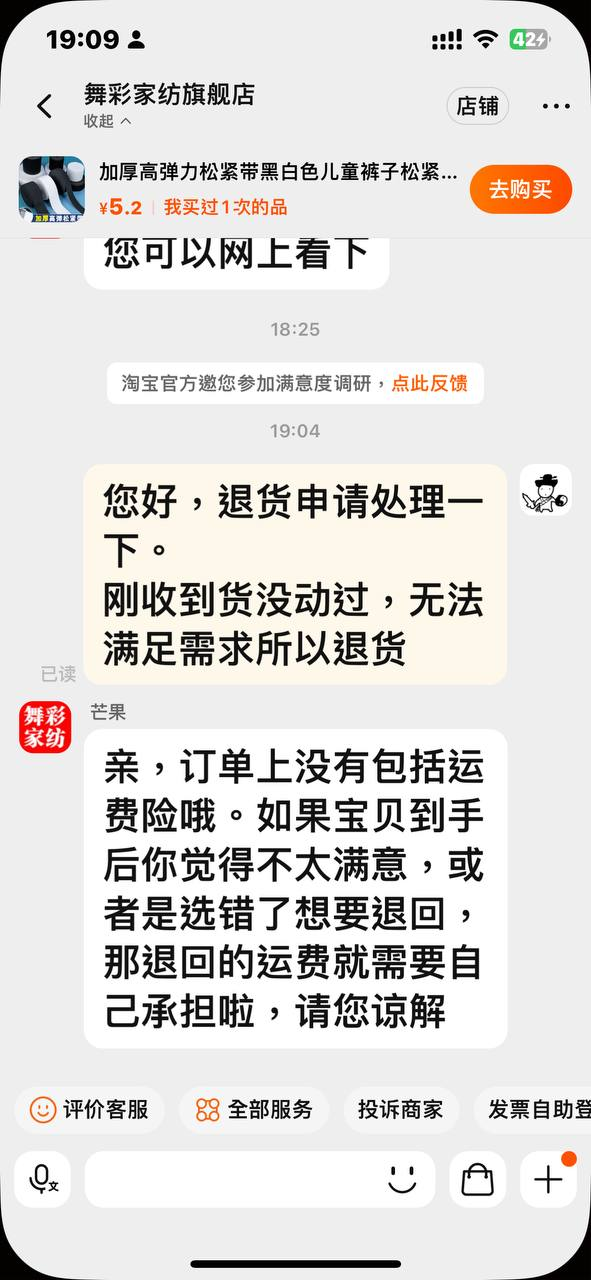 19:09
42
舞彩家纺旗舰店
收起
店铺
加厚高弹力松紧带黑白色儿童裤子松紧...
¥5.2
我买过1次的品
去购买
加厚高弹松紧
您可以网上看下
18:25
淘宝官方邀您参加满意度调研，点此反馈
19:04
您好，退货申请处理一
下。
刚收到货没动过，无法
满足需求所以退货
已读
舞彩
家纺
芒果
亲，订单上没有包括运
费险哦。如果宝贝到手
后你觉得不太满意，或
者是选错了想要退回，
那退回的运费就需要自
己承担啦，请您谅解
评价客服
全部服务
投诉商家
发票自助登
文